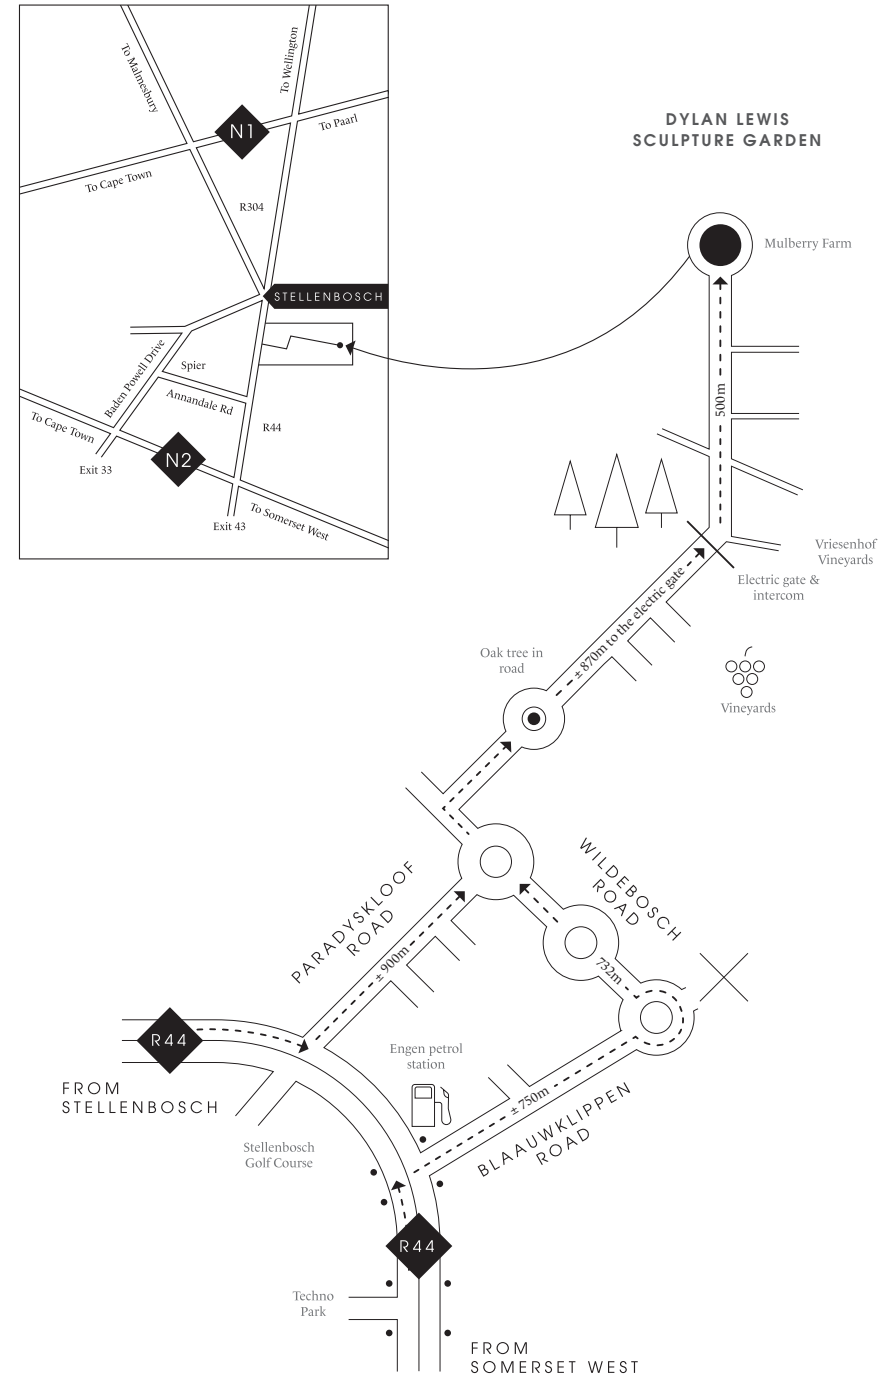 To Malmesbury
To Wellington
N1
To Paarl
To Cape Town
R304
STELLENBOSCH
Baden Powell Drive
Spier
Annandale Rd
To Cape Town
R44
N2
Exit 33
To Somerset West
Exit 43
DYLAN LEWIS
SCULPTURE GARDEN
Mulberry Farm
500m
Vriesenhof
Vineyards
Electric gate &
intercom
± 870m to the electric gate
Oak tree in
road
Vineyards
WILDEBOSCH
ROAD
PARADYSKLOOF
ROAD
± 900m
732m
R44
FROM
STELLENBOSCH
Engen petrol
station
± 750m
BLAAUWKLIPPEN
ROAD
Stellenbosch
Golf Course
R44
Techno
Park
FROM
SOMERSET WEST